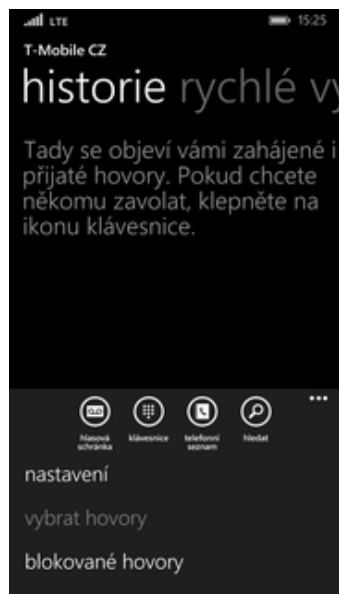 LTE 15:25
T-Mobile CZ
historie rychlé vy
Tady se objeví vámi zahájené i
přijaté hovory. Pokud chcete
někomu zavolat, klepněte na
ikonu klávesnice.
hlasová schránka klávesnice telefonní seznam hledat
nastavení
vybrat hovory
blokované hovory